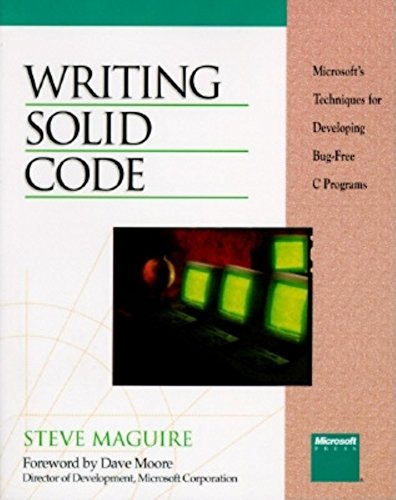 WRITING
SOLID
CODE
Microsoft's
Techniques for
Developing
Bug-Free
C Programs
STEVE MAGUIRE
Foreword by Dave Moore
Director of Development, Microsoft Corporation
Microsoft
PRESS